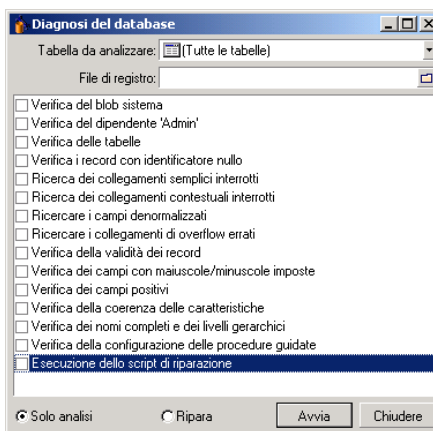 Diagnosi del database
Tabella da analizzare: (Tutte le tabelle)
File di registro:
Verifica del blob sistema
Verifica del dipendente 'Admin'
Verifica delle tabelle
Verifica i record con identificatore nullo
Ricerca dei collegamenti semplici interrotti
Ricerca dei collegamenti contestuali interrotti
Ricercare i campi denormalizzati
Ricercare i collegamenti di overflow errati
Verifica della validità dei record
Verifica dei campi con maiuscole/minuscole imposte
Verifica dei campi positivi
Verifica della coerenza delle caratteristiche
Verifica dei nomi completi e dei livelli gerarchici
Verifica della configurazione delle procedure guidate
Esecuzione dello script di riparazione
Solo analisi Ripara Avvia Chiudere